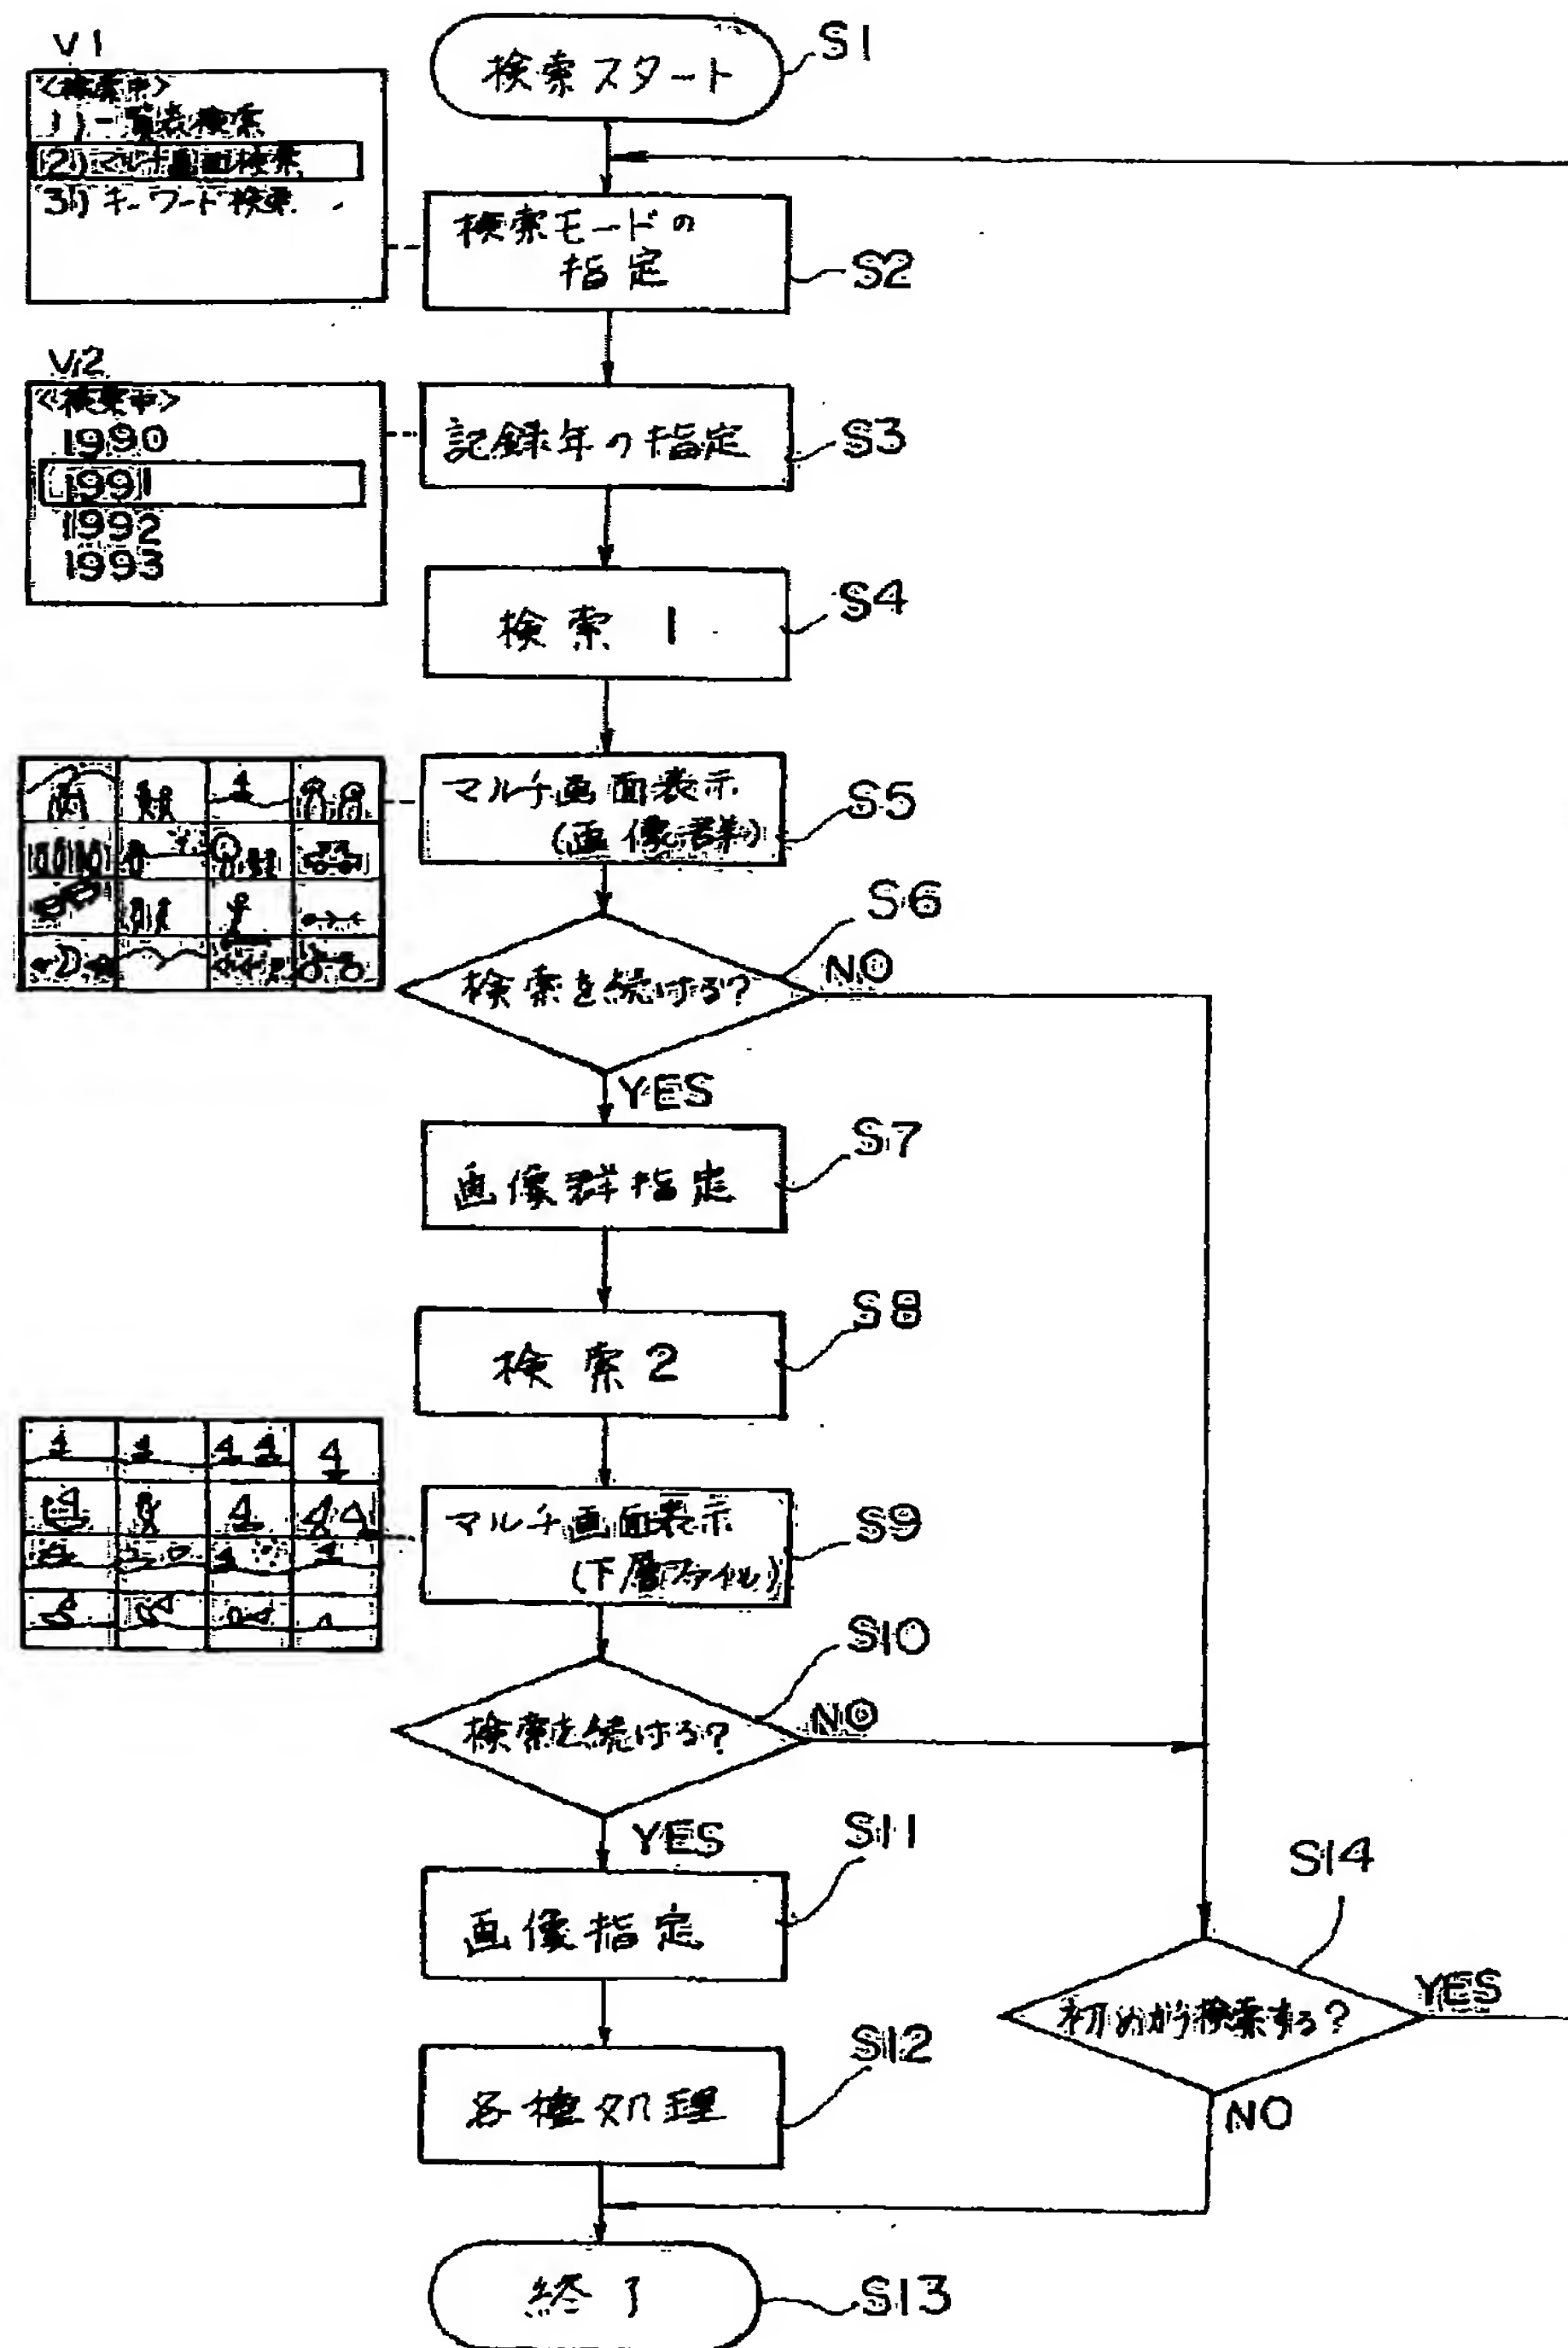 V1
<検索中>
1) 一覧表検索
2) マルチ画面検索
3) キーワード検索
検索スタート
S1
検索モードの
指定
S2
V2
<検索中>
1990
1991
1992
1993
記録年の指定
S3
検索 1
S4
マルチ画面表示
(画像群)
S5
検索を続ける?
S6
NO
YES
画像群指定
S7
検索2
S8
マルチ画面表示
(下層ファイル)
S9
検索を続ける?
S10
NO
YES
画像指定
S11
各種処理
S12
初めから検索する?
S14
YES
NO
終了
S13